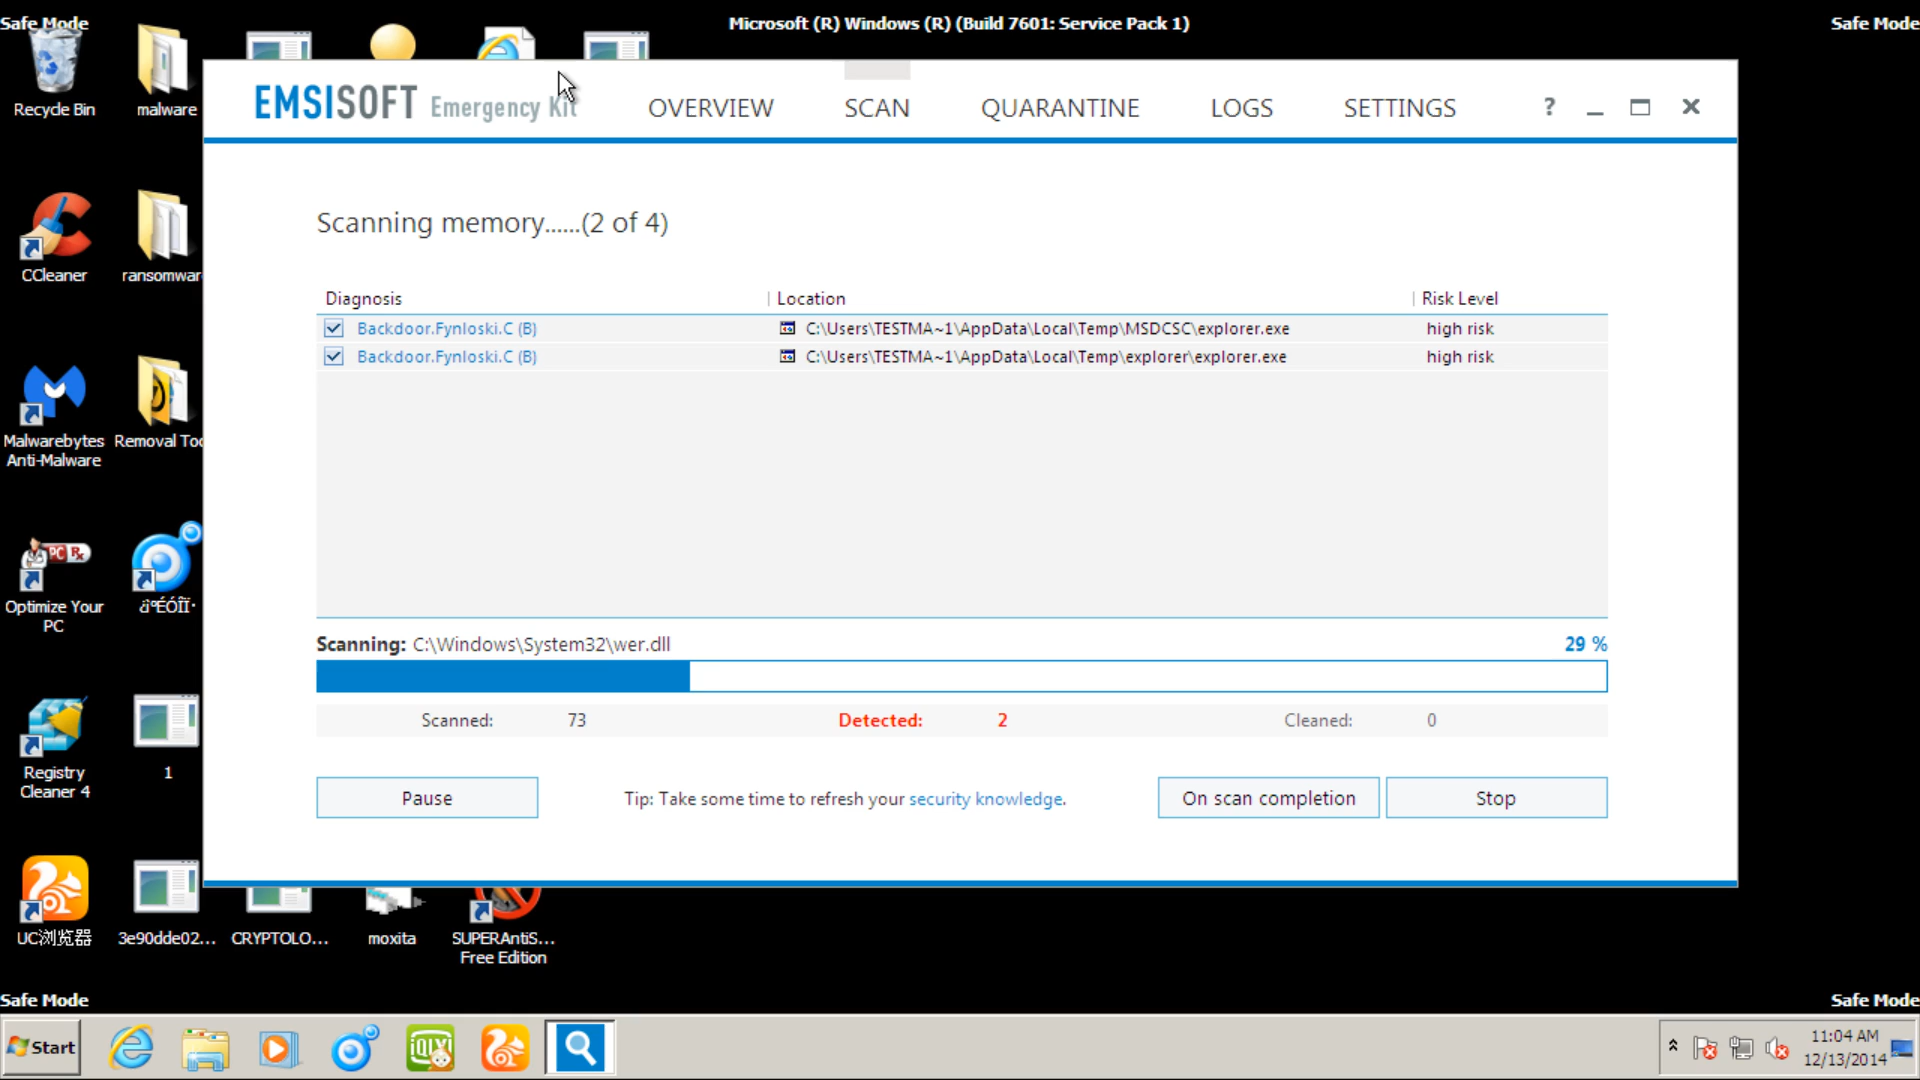 Safe Mode
Microsoft (R) Windows (R) (Build 7601: Service Pack 1)
Safe Mode
Recycle Bin
malware
EMSISOFT Emergency Kit
OVERVIEW
SCAN
QUARANTINE
LOGS
SETTINGS
?
Scanning memory......(2 of 4)
CCleaner
ransomwar
Diagnosis
Location
Risk Level
Backdoor.Fynloski.C (B)
C:\Users\TESTMA~1\AppData\Local\Temp\MSDCSC\explorer.exe
high risk
Backdoor.Fynloski.C (B)
C:\Users\TESTMA~1\AppData\Local\Temp\explorer\explorer.exe
high risk
Malwarebytes
Anti-Malware
Removal Too
PC Rx
Optimize Your
PC
Scanning: C:\Windows\System32\wer.dll
29 %
Scanned: 73
Detected: 2
Cleaned: 0
Registry
Cleaner 4
1
Pause
Tip: Take some time to refresh your security knowledge.
On scan completion
Stop
UC浏览器
3e90dde02...
CRYPTOLO...
moxita
SUPERAntiS...
Free Edition
Safe Mode
Safe Mode
Start
iQIYI
11:04 AM
12/13/2014